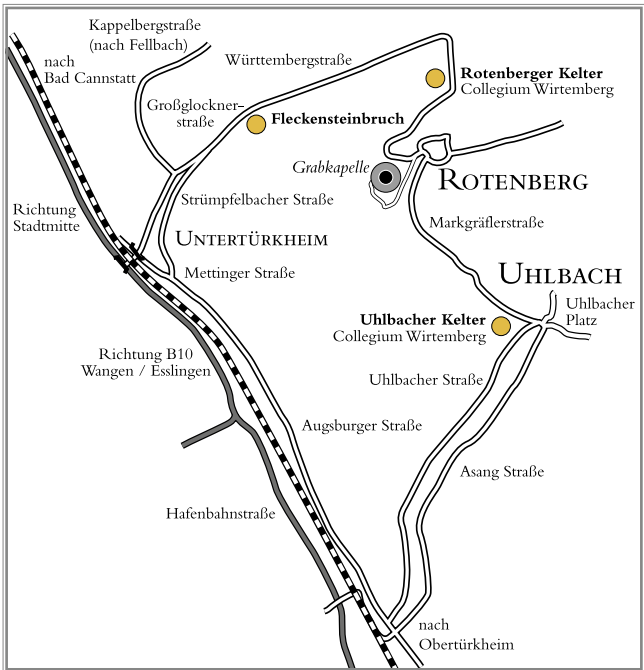 Kappelbergstraße
(nach Fellbach)
nach
Bad Cannstatt
Württembergstraße
Rotenberger Kelter
Collegium Wirtemberg
Großglockner-
straße
Fleckensteinbruch
Grabkapelle
ROTENBERG
Strümpfelbacher Straße
Richtung
Stadtmitte
Markgräflerstraße
UNTERTÜRKHEIM
Mettinger Straße
UHLBACH
Uhlbacher
Platz
Uhlbacher Kelter
Collegium Wirtemberg
Richtung B10
Wangen / Esslingen
Uhlbacher Straße
Augsburger Straße
Asang Straße
Hafenbahnstraße
nach
Obertürkheim